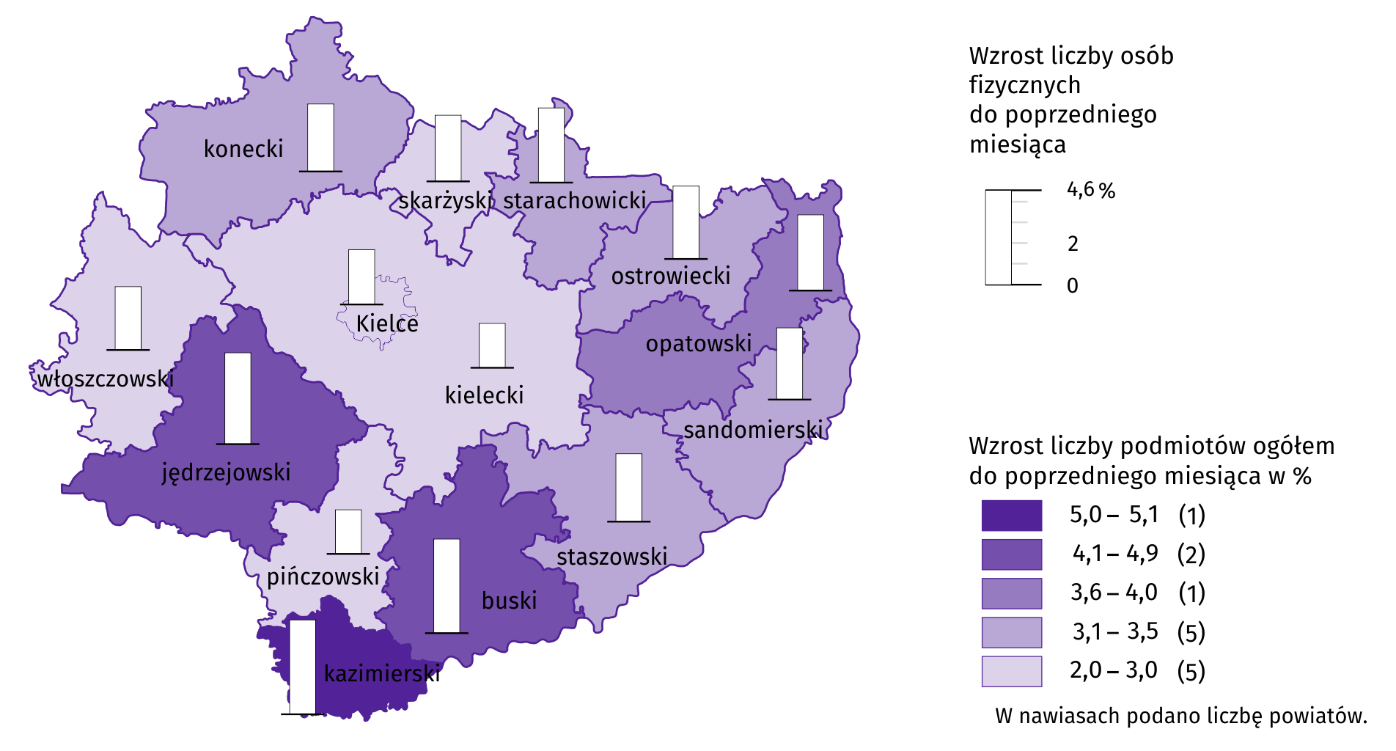 Wzrost liczby osób
fizycznych
do poprzedniego
miesiąca
4,6 %
2
0
konecki
skarżyski
starachowicki
ostrowiecki
Kielce
opatowski
włoszczowski
kielecki
sandomierski
jędrzejowski
staszowski
pińczowski
buski
kazimierski
Wzrost liczby podmiotów ogółem
do poprzedniego miesiąca w %
5,0 – 5,1 (1)
4,1 – 4,9 (2)
3,6 – 4,0 (1)
3,1 – 3,5 (5)
2,0 – 3,0 (5)
W nawiasach podano liczbę powiatów.